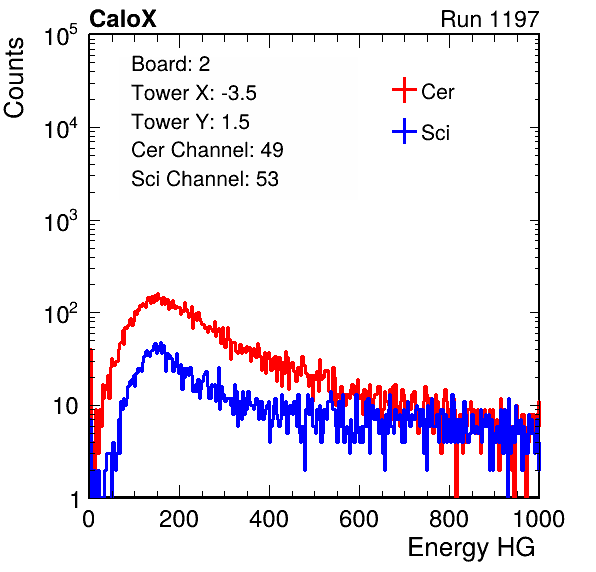 CaloX Run 1197
Counts
Board: 2
Tower X: -3.5
Tower Y: 1.5
Cer Channel: 49
Sci Channel: 53
Cer
Sci
10^5
10^4
10^3
10^2
10
1
0 200 400 600 800 1000
Energy HG